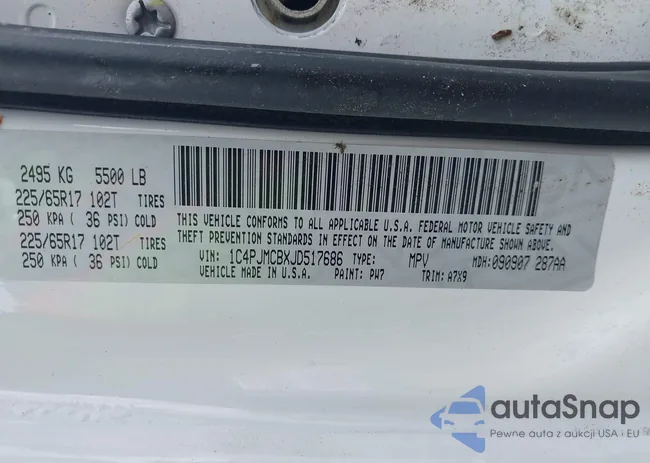 2495 KG 5500 LB
225/65R17 102T TIRES
250 KPA ( 36 PSI) COLD
225/65R17 102T TIRES
250 KPA ( 36 PSI) COLD
THIS VEHICLE CONFORMS TO ALL APPLICABLE U.S.A. FEDERAL MOTOR VEHICLE SAFETY AND
THEFT PREVENTION STANDARDS IN EFFECT ON THE DATE OF MANUFACTURE SHOWN ABOVE.
VIN: 1C4PJMCBXJD517686 TYPE: MPV MDH: 090907 287AA
VEHICLE MADE IN U.S.A. PAINT: PW7 TRIM: A7X9
autaSnap
Pewne auta z aukcji USA i EU